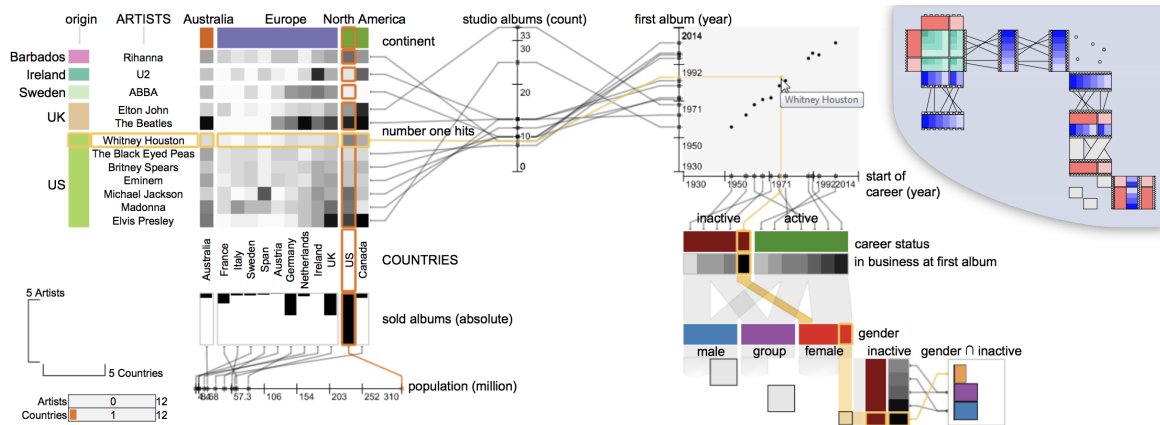 origin
ARTISTS
Australia
Europe
North America
continent
Barbados
Rihanna
Ireland
U2
Sweden
ABBA
UK
Elton John
The Beatles
number one hits
Whitney Houston
US
The Black Eyed Peas
Britney Spears
Eminem
Michael Jackson
Madonna
Elvis Presley
Australia
France
Italy
Sweden
Span
Austria
Germany
Netherlands
Ireland
UK
US
Canada
COUNTRIES
sold albums (absolute)
population (million)
57.3
106
154
203
252
310
5 Artists
5 Countries
Artists 0 12
Countries 1 12
studio albums (count)
33
30
20
10
0
first album (year)
2014
1992
1971
1950
1930
Whitney Houston
1930
1950
1971
1992
2014
start of
career (year)
inactive
active
career status
in business at first album
gender
male
group
female
inactive
gender ∩ inactive